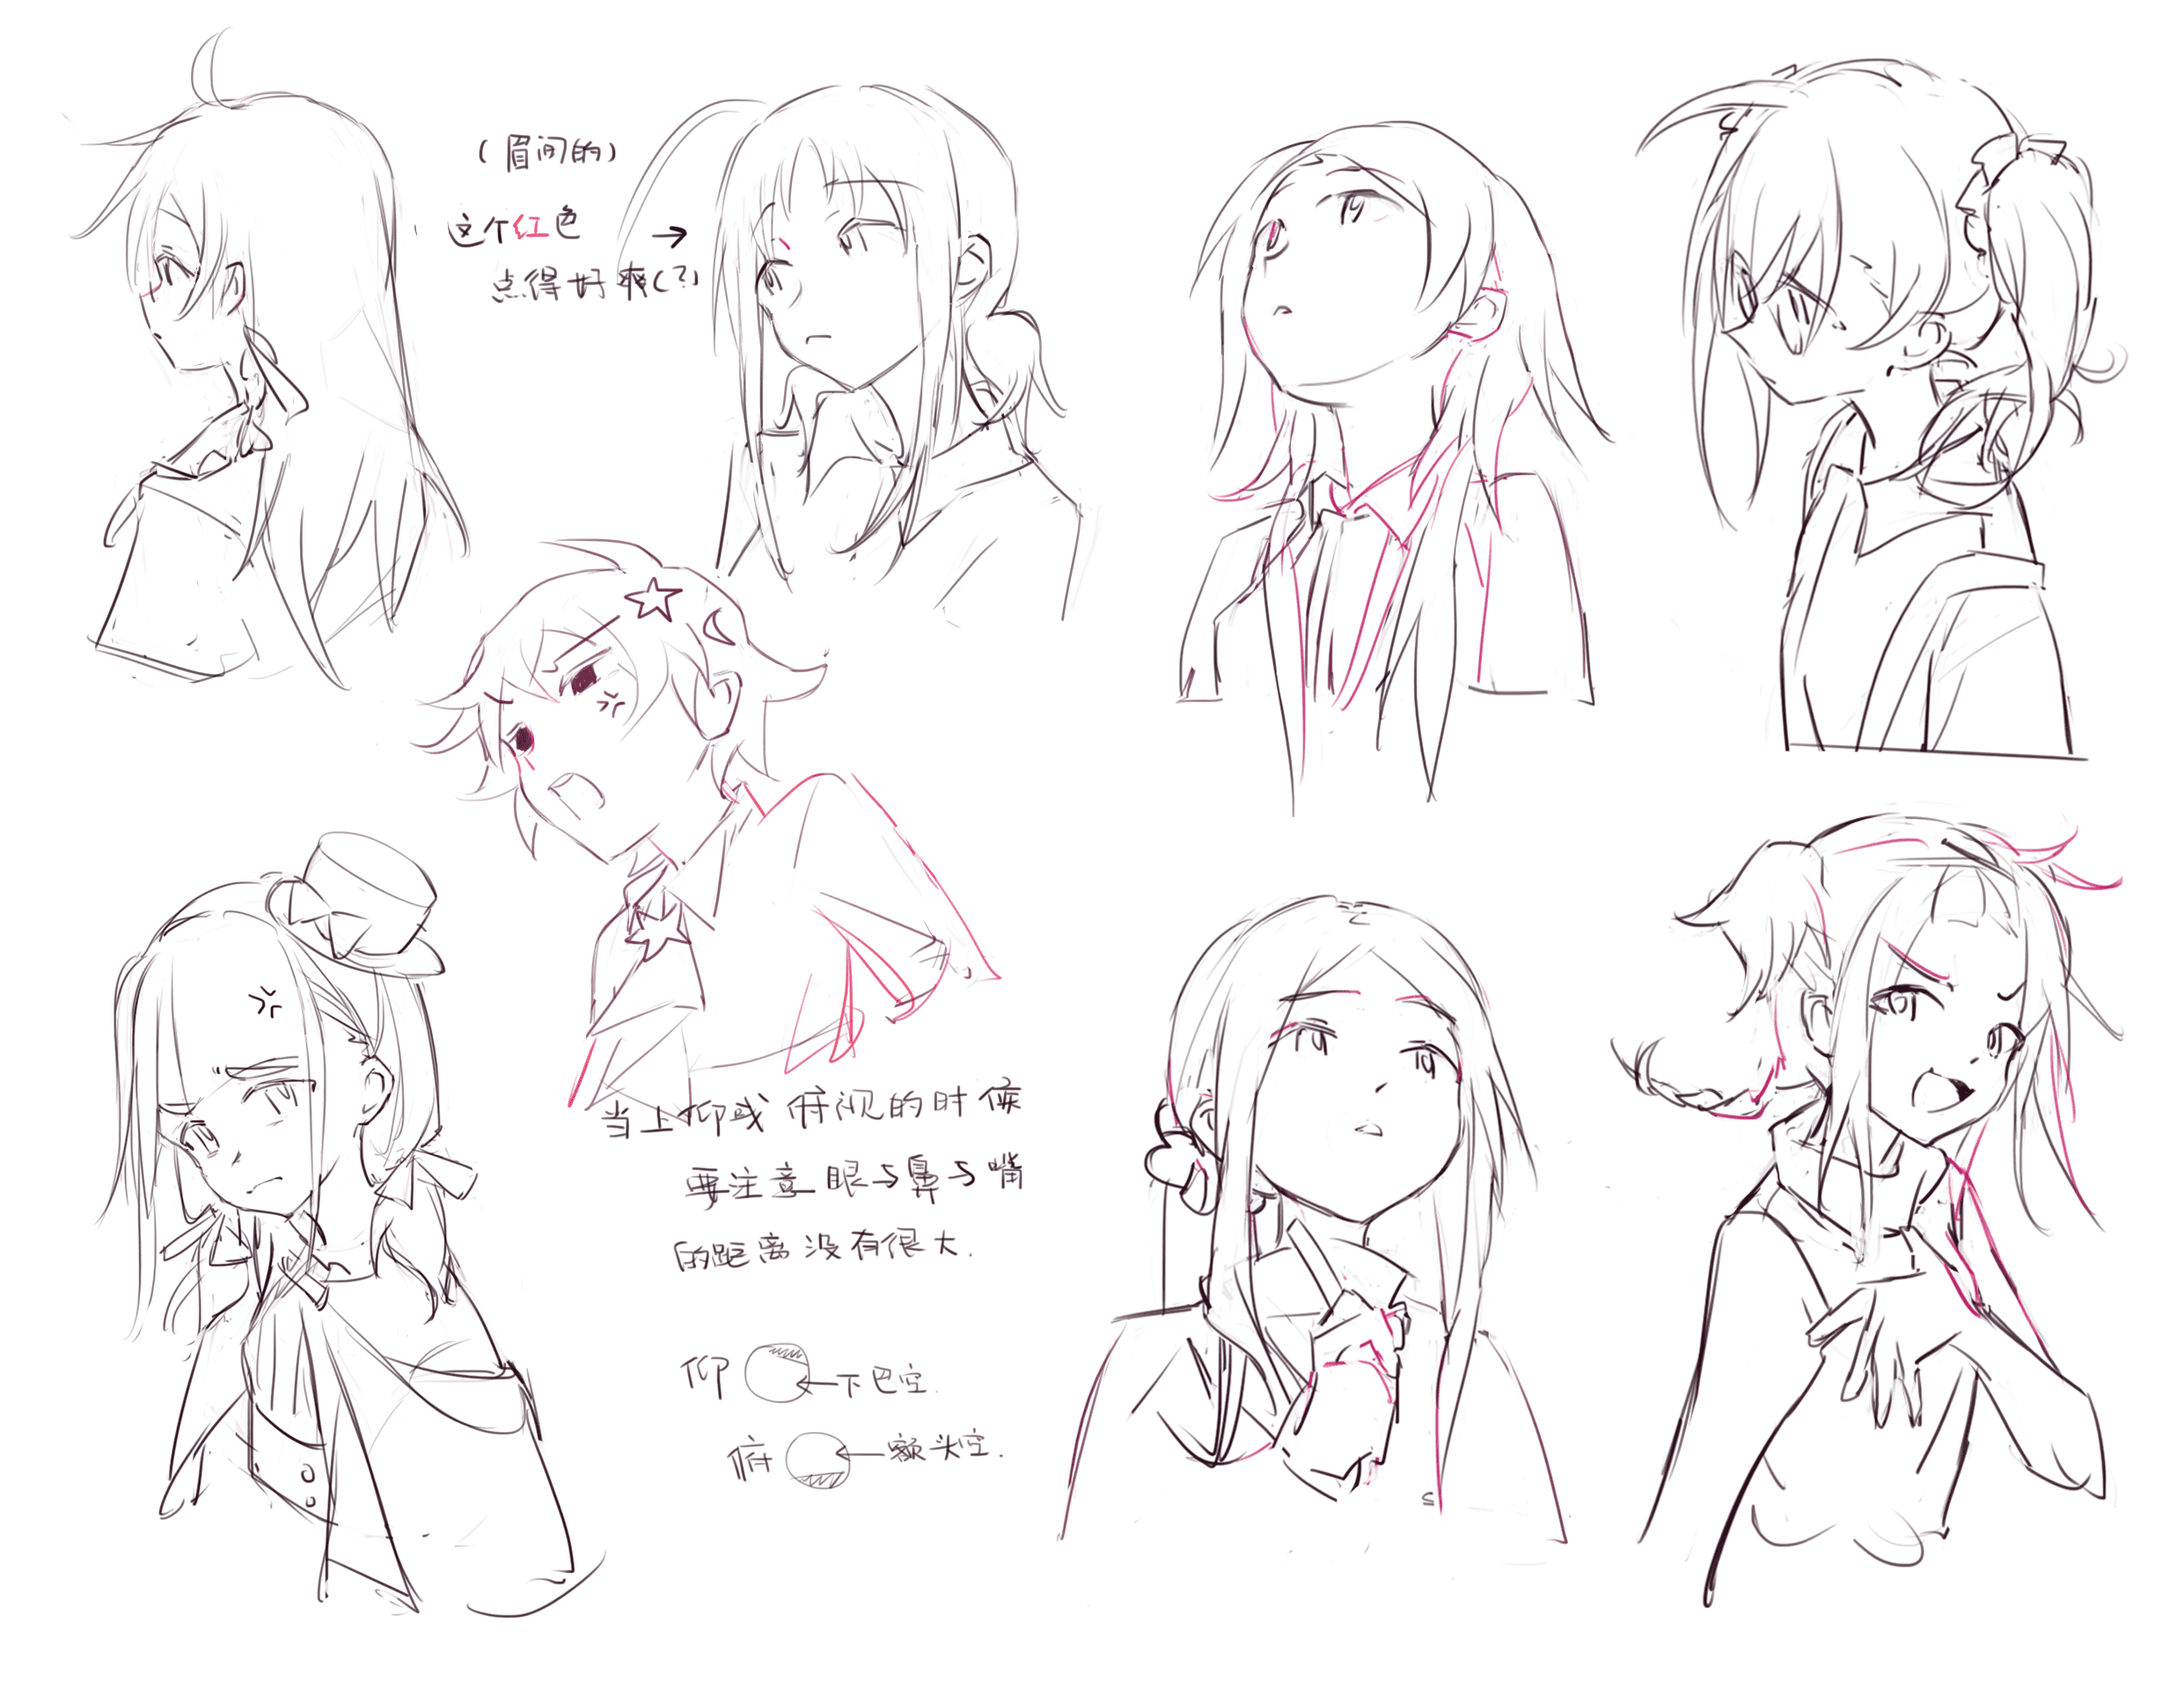 （眉间的）
这个红色
点得好爽（？）
当上仰或俯视的时候
要注意眼与鼻与嘴
的距离没有很大.
仰 ←下巴空.
俯 ←额头空.